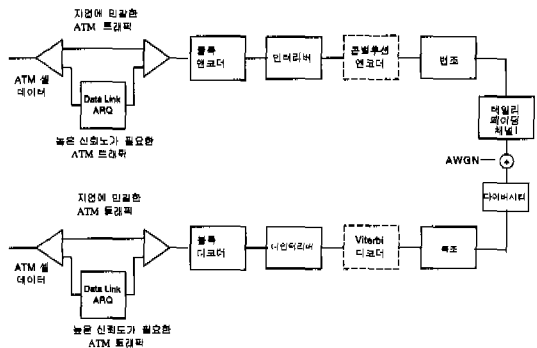 지연에 민감한
ATM 트래픽
ATM 셀
데이터
Data Link
ARQ
높은 신뢰도가 필요한
ATM 트래픽
블록
엔코더
인터리버
콘벌루션
엔코더
변조
레일리
페이딩
채널
AWGN
다이버시티
지연에 민감한
ATM 트래픽
ATM 셀
데이터
Data Link
ARQ
높은 신뢰도가 필요한
ATM 트래픽
블록
디코더
디인터리버
Viterbi
디코더
복조